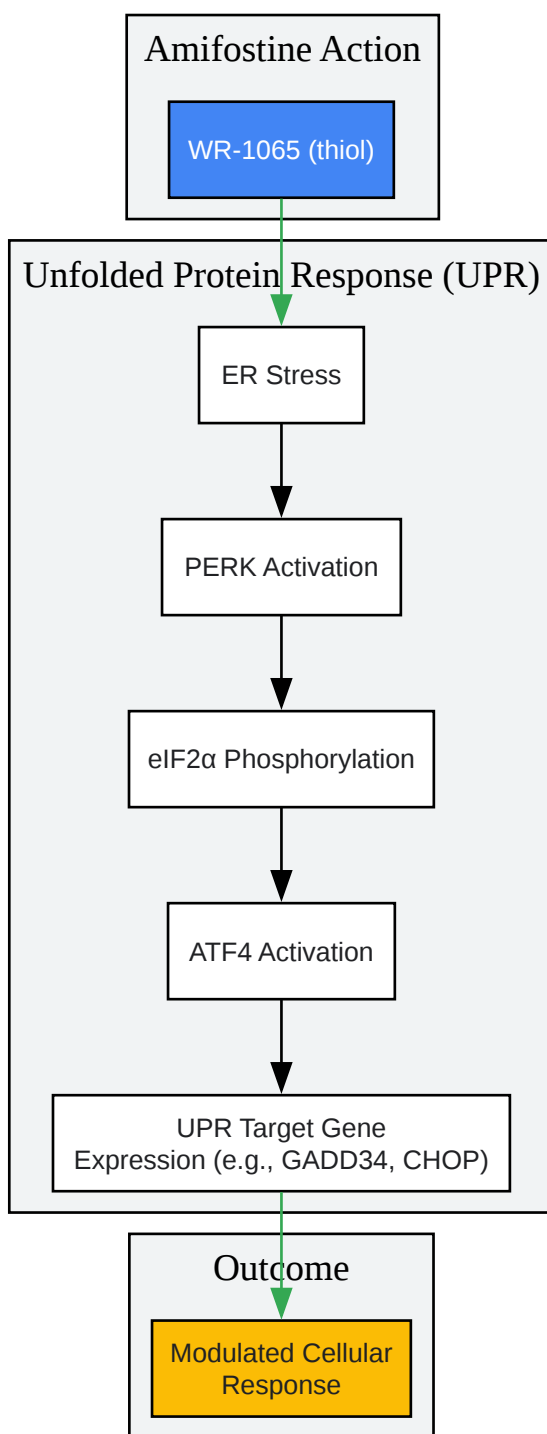 Amifostine Action
WR-1065 (thiol)
Unfolded Protein Response (UPR)
ER Stress
PERK Activation
eIF2α Phosphorylation
ATF4 Activation
UPR Target Gene
Expression (e.g., GADD34, CHOP)
Outcome
Modulated Cellular
Response